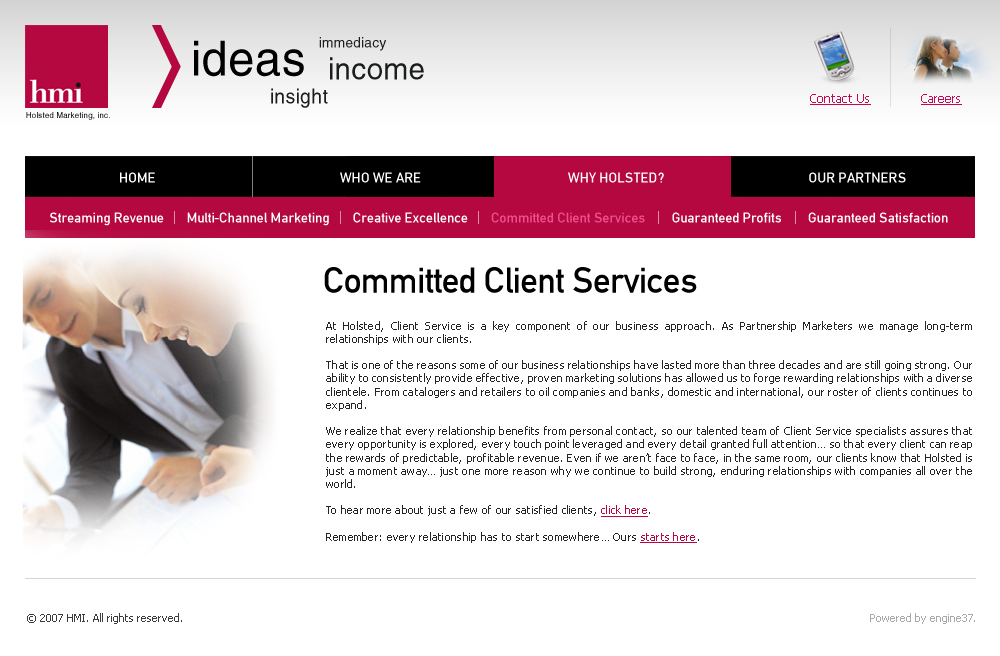 hmi
Holsted Marketing, inc.
ideas
immediacy
income
insight
Contact Us
Careers
HOME
WHO WE ARE
WHY HOLSTED?
OUR PARTNERS
Streaming Revenue
Multi-Channel Marketing
Creative Excellence
Committed Client Services
Guaranteed Profits
Guaranteed Satisfaction
Committed Client Services
At Holsted, Client Service is a key component of our business approach. As Partnership Marketers we manage long-term
relationships with our clients.
That is one of the reasons some of our business relationships have lasted more than three decades and are still going strong. Our
ability to consistently provide effective, proven marketing solutions has allowed us to forge rewarding relationships with a diverse
clientele. From catalogers and retailers to oil companies and banks, domestic and international, our roster of clients continues to
expand.
We realize that every relationship benefits from personal contact, so our talented team of Client Service specialists assures that
every opportunity is explored, every touch point leveraged and every detail granted full attention... so that every client can reap
the rewards of predictable, profitable revenue. Even if we aren't face to face, in the same room, our clients know that Holsted is
just a moment away... just one more reason why we continue to build strong, enduring relationships with companies all over the
world.
To hear more about just a few of our satisfied clients, click here.
Remember: every relationship has to start somewhere... Ours starts here.
© 2007 HMI. All rights reserved.
Powered by engine37.